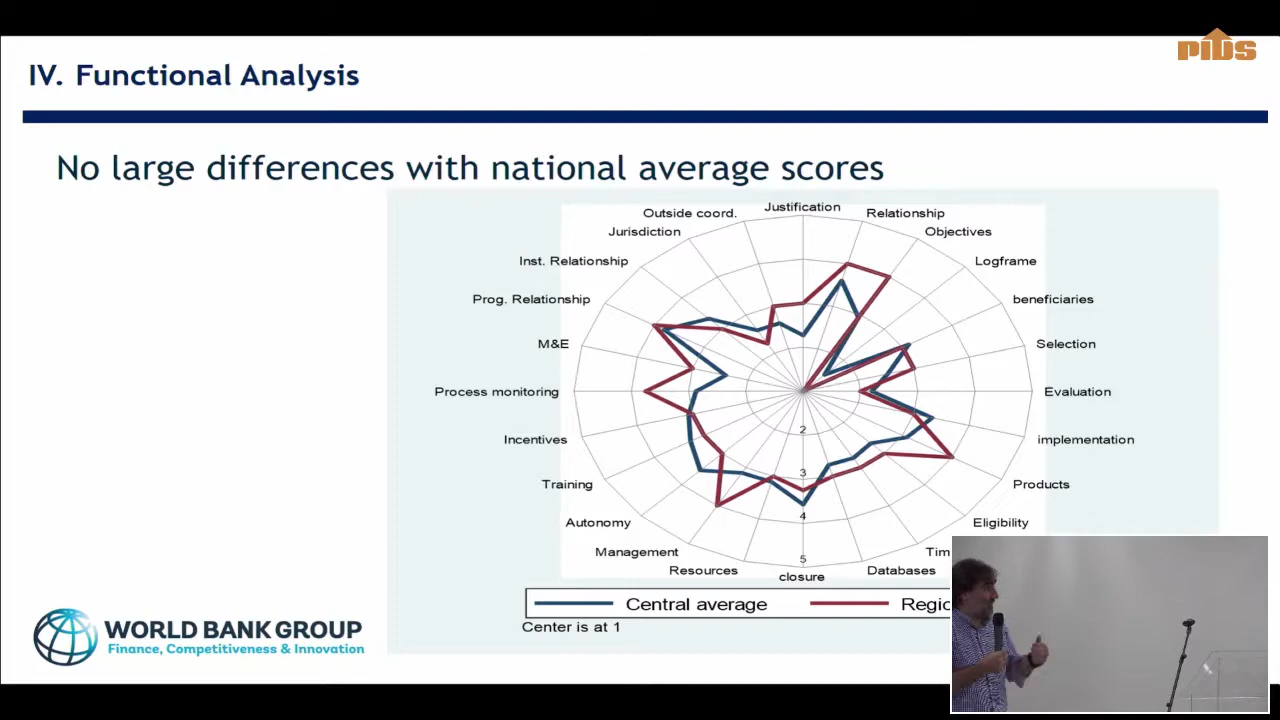 PIDS
IV. Functional Analysis
No large differences with national average scores
Justification
Relationship
Objectives
Logframe
beneficiaries
Selection
Evaluation
implementation
Products
Eligibility
Databases
closure
Resources
Management
Autonomy
Training
Incentives
Process monitoring
M&E
Prog. Relationship
Inst. Relationship
Jurisdiction
Outside coord.
2
3
4
5
Central average
Center is at 1
WORLD BANK GROUP
Finance, Competitiveness & Innovation